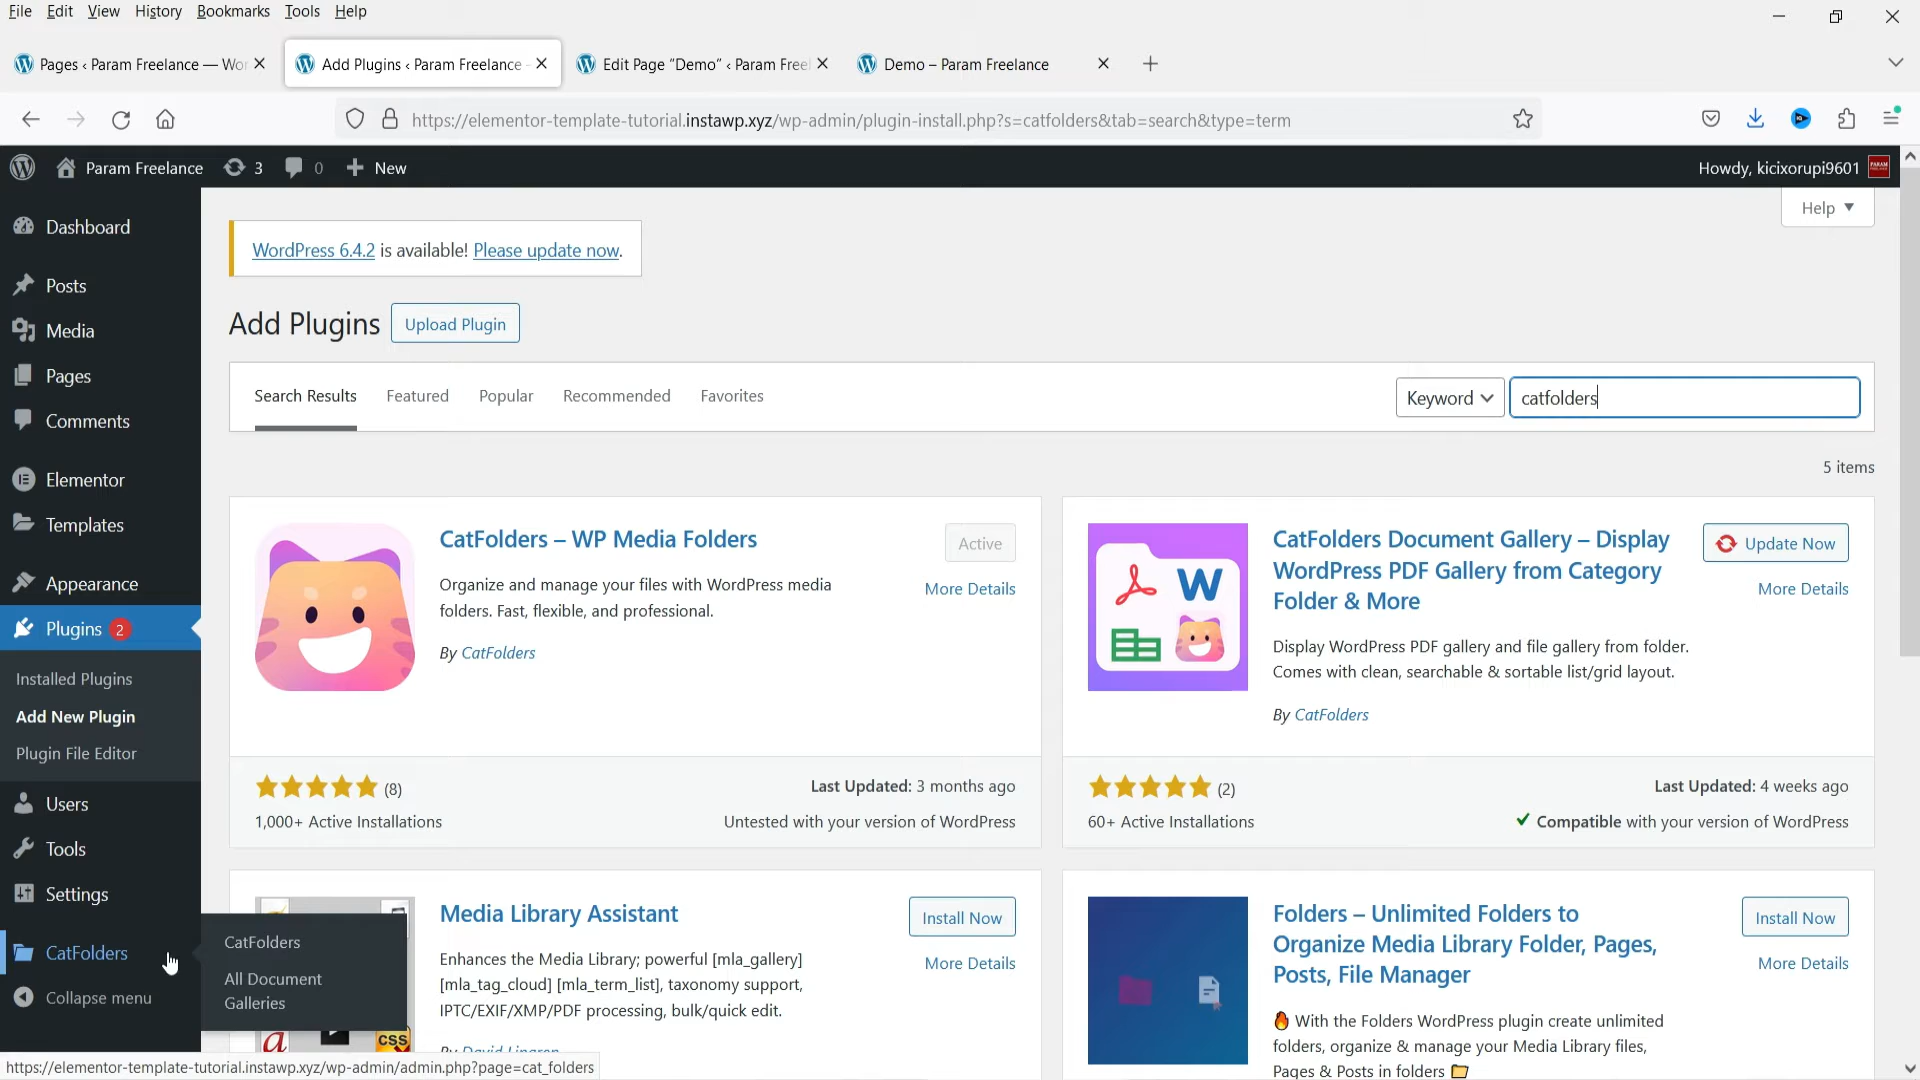 File Edit View History Bookmarks Tools Help
Pages ‹ Param Freelance — Wor
Add Plugins ‹ Param Freelance -
Edit Page “Demo” ‹ Param Freel
Demo – Param Freelance
https://elementor-template-tutorial.instawp.xyz/wp-admin/plugin-install.php?s=catfolders&tab=search&type=term
Param Freelance 3 0 New
Howdy, kicixorupi9601
Help
Dashboard
Posts
Media
Pages
Comments
Elementor
Templates
Appearance
Plugins 2
Installed Plugins
Add New Plugin
Plugin File Editor
Users
Tools
Settings
CatFolders
Collapse menu
CatFolders
All Document
Galleries
WordPress 6.4.2 is available! Please update now.
Add Plugins Upload Plugin
Search Results Featured Popular Recommended Favorites
Keyword catfolders
5 items
CatFolders – WP Media Folders
Active
More Details
Organize and manage your files with WordPress media
folders. Fast, flexible, and professional.
By CatFolders
(8)
1,000+ Active Installations
Last Updated: 3 months ago
Untested with your version of WordPress
W
CatFolders Document Gallery – Display
WordPress PDF Gallery from Category
Folder & More
Update Now
More Details
Display WordPress PDF gallery and file gallery from folder.
Comes with clean, searchable & sortable list/grid layout.
By CatFolders
(2)
60+ Active Installations
Last Updated: 4 weeks ago
Compatible with your version of WordPress
a
CSS
Media Library Assistant
Install Now
More Details
Enhances the Media Library; powerful [mla_gallery]
[mla_tag_cloud] [mla_term_list], taxonomy support,
IPTC/EXIF/XMP/PDF processing, bulk/quick edit.
By David Lingren
Folders – Unlimited Folders to
Organize Media Library Folder, Pages,
Posts, File Manager
Install Now
More Details
With the Folders WordPress plugin create unlimited
folders, organize & manage your Media Library files,
Pages & Posts in folders
https://elementor-template-tutorial.instawp.xyz/wp-admin/admin.php?page=cat_folders